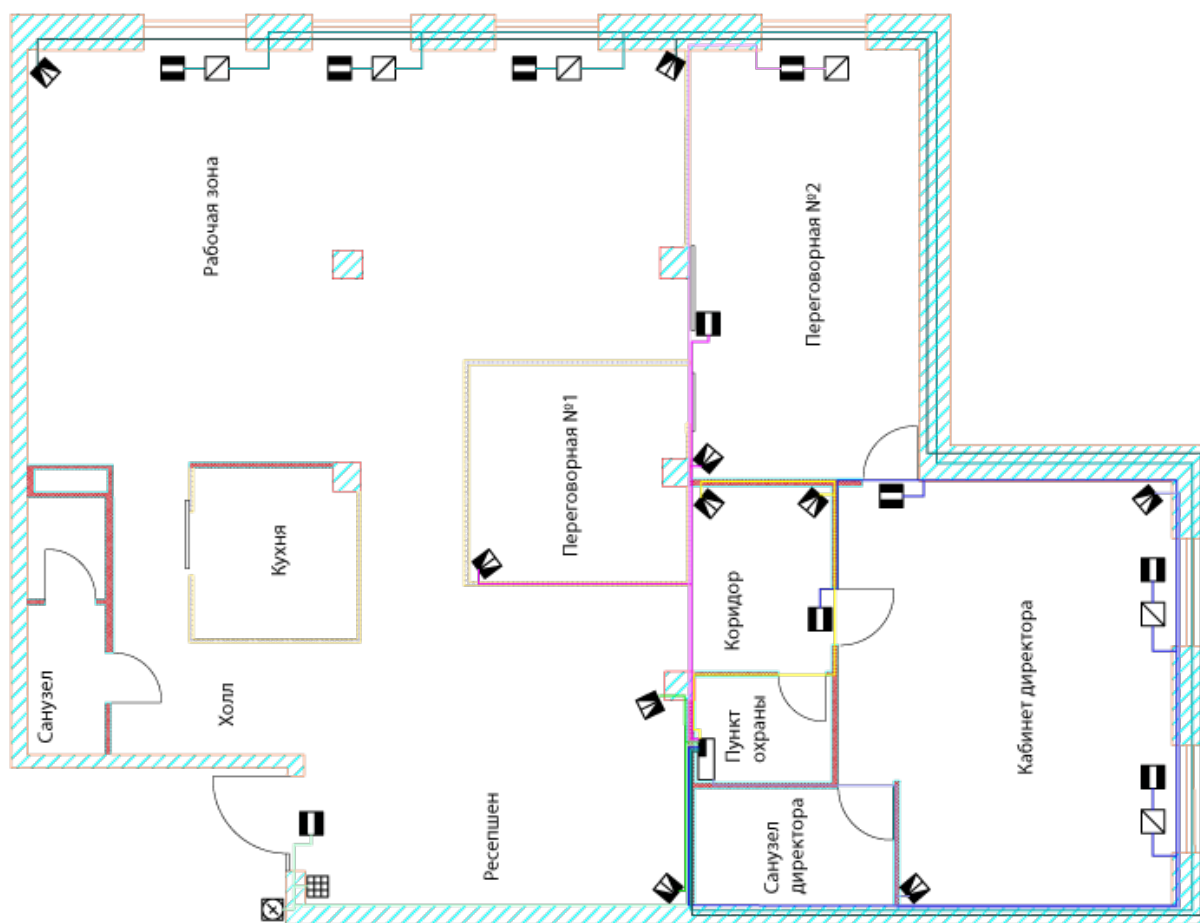 Рабочая зона
Переговорная №2
Переговорная №1
Кухня
Коридор
Санузел
Холл
Пункт
охраны
Кабинет директора
Ресепшен
Санузел
директора